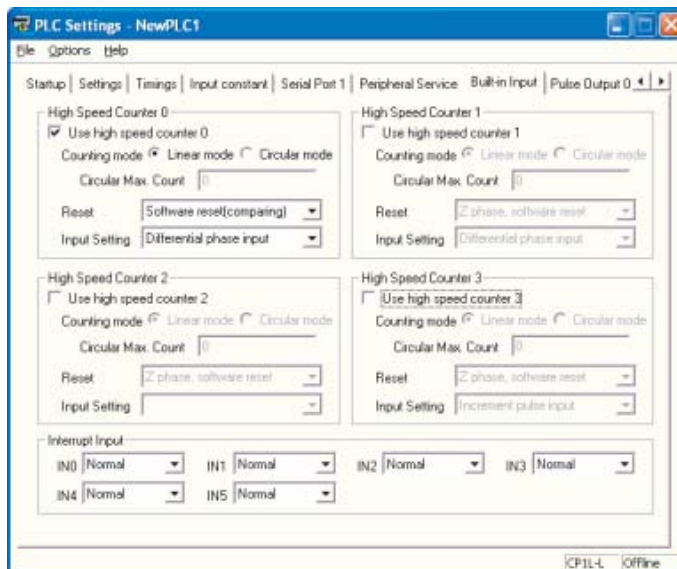 PLC Settings - NewPLC1
File Options Help
Startup Settings Timings Input constant Serial Port 1 Peripheral Service Built-in Input Pulse Output 0
High Speed Counter 0
Use high speed counter 0
Counting mode Linear mode Circular mode
Circular Max. Count 0
Reset Software reset(comparing)
Input Setting Differential phase input
High Speed Counter 1
Use high speed counter 1
Counting mode Linear mode Circular mode
Circular Max. Count 0
Reset Z phase, software reset
Input Setting Differential phase input
High Speed Counter 2
Use high speed counter 2
Counting mode Linear mode Circular mode
Circular Max. Count 0
Reset Z phase, software reset
Input Setting
High Speed Counter 3
Use high speed counter 3
Counting mode Linear mode Circular mode
Circular Max. Count 0
Reset Z phase, software reset
Input Setting Increment pulse input
Interrupt Input
IN0 Normal IN1 Normal IN2 Normal IN3 Normal
IN4 Normal IN5 Normal
CP1L-L Offline